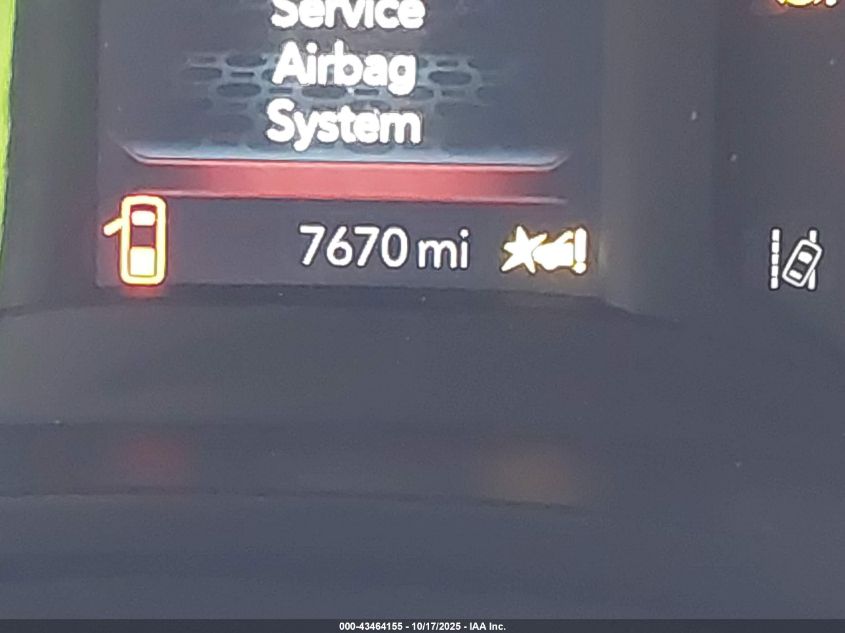 Service
Airbag
System
7670 mi
000-43464155 - 10/17/2025 - IAA Inc.